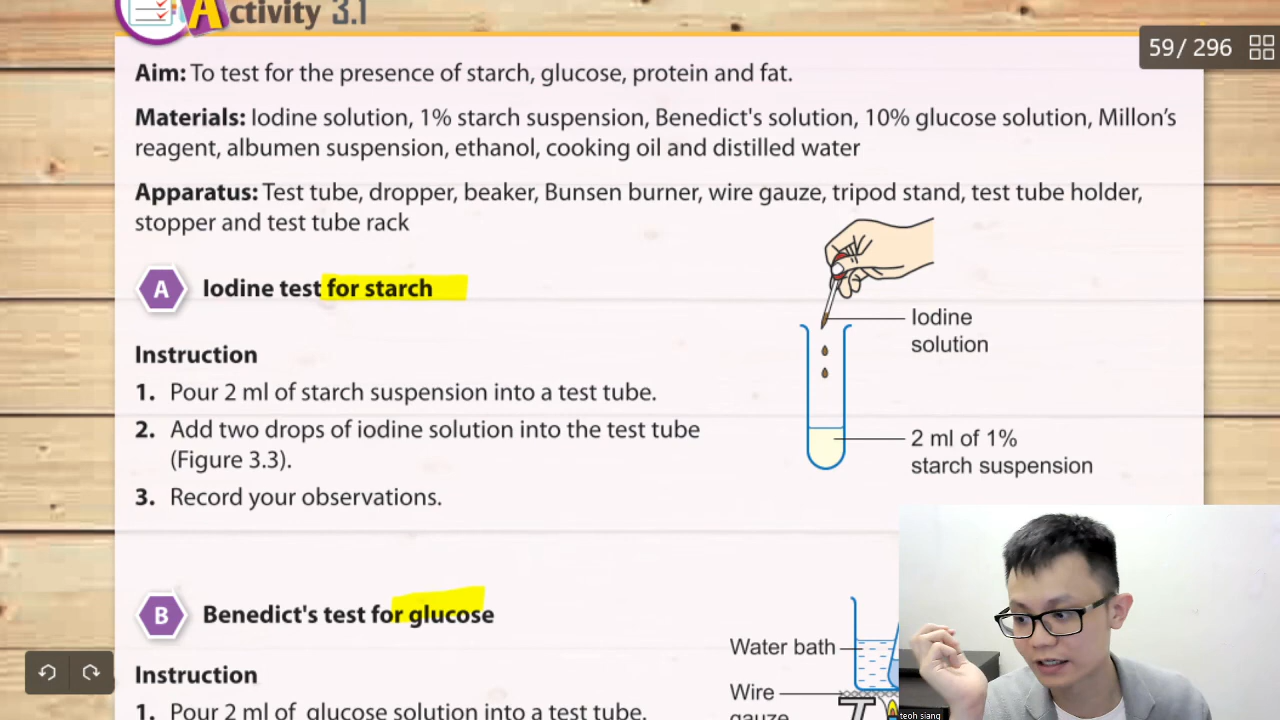 Activity 3.1
59/ 296
Aim: To test for the presence of starch, glucose, protein and fat.
Materials: Iodine solution, 1% starch suspension, Benedict's solution, 10% glucose solution, Millon's
reagent, albumen suspension, ethanol, cooking oil and distilled water
Apparatus: Test tube, dropper, beaker, Bunsen burner, wire gauze, tripod stand, test tube holder,
stopper and test tube rack
A Iodine test for starch
Instruction
1. Pour 2 ml of starch suspension into a test tube.
2. Add two drops of iodine solution into the test tube
(Figure 3.3).
3. Record your observations.
Iodine
solution
2 ml of 1%
starch suspension
B Benedict's test for glucose
Instruction
1. Pour 2 ml of glucose solution into a test tube.
Water bath
Wire
gauze
teoh siang